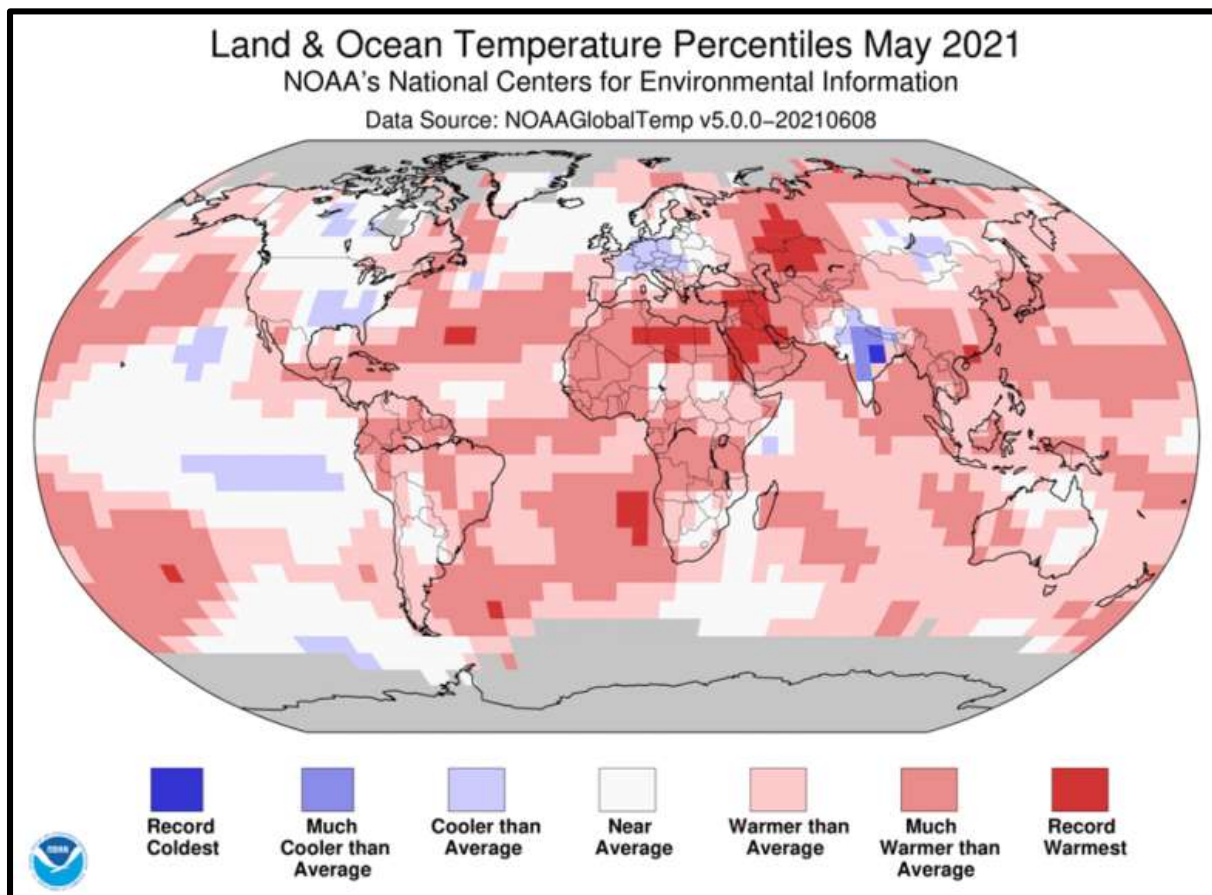 Land & Ocean Temperature Percentiles May 2021
NOAA's National Centers for Environmental Information
Data Source: NOAAGlobalTemp v5.0.0−20210608
Record
Coldest
Much
Cooler than
Average
Cooler than
Average
Near
Average
Warmer than
Average
Much
Warmer than
Average
Record
Warmest
NOAA